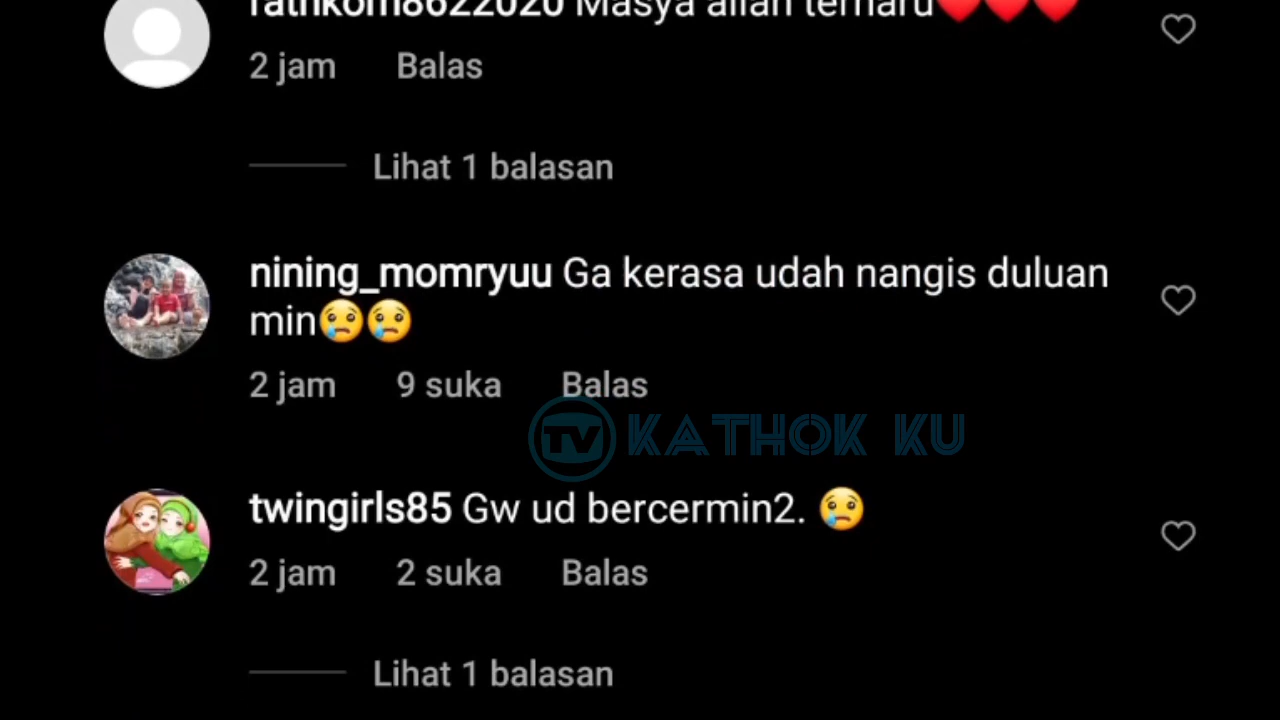 Masya allah terharu❤️❤️❤️
2 jam Balas
Lihat 1 balasan
nining_momryuu Ga kerasa udah nangis duluan
min😢😢
2 jam 9 suka Balas
TV KATHOK KU
twingirls85 Gw ud bercermin2. 😢
2 jam 2 suka Balas
Lihat 1 balasan